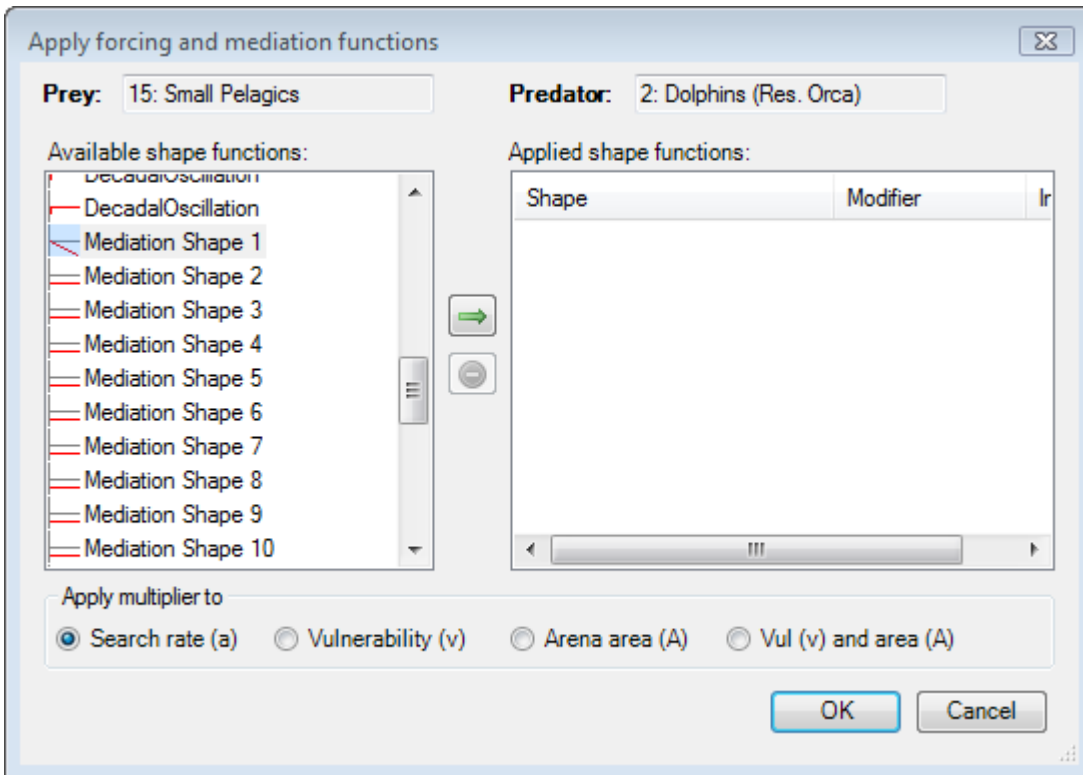 Apply forcing and mediation functions
Prey: 15: Small Pelagics
Predator: 2: Dolphins (Res. Orca)
Available shape functions:
DecadalOscillation
DecadalOscillation
Mediation Shape 1
Mediation Shape 2
Mediation Shape 3
Mediation Shape 4
Mediation Shape 5
Mediation Shape 6
Mediation Shape 7
Mediation Shape 8
Mediation Shape 9
Mediation Shape 10
Applied shape functions:
Shape Modifier Ir
Apply multiplier to
Search rate (a) Vulnerability (v) Arena area (A) Vul (v) and area (A)
OK Cancel